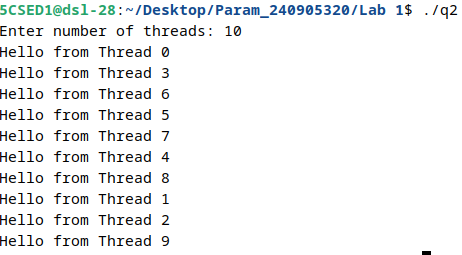 5CSED1@dsl-28:~/Desktop/Param_240905320/Lab 1$ ./q2
Enter number of threads: 10
Hello from Thread 0
Hello from Thread 3
Hello from Thread 6
Hello from Thread 5
Hello from Thread 7
Hello from Thread 4
Hello from Thread 8
Hello from Thread 1
Hello from Thread 2
Hello from Thread 9